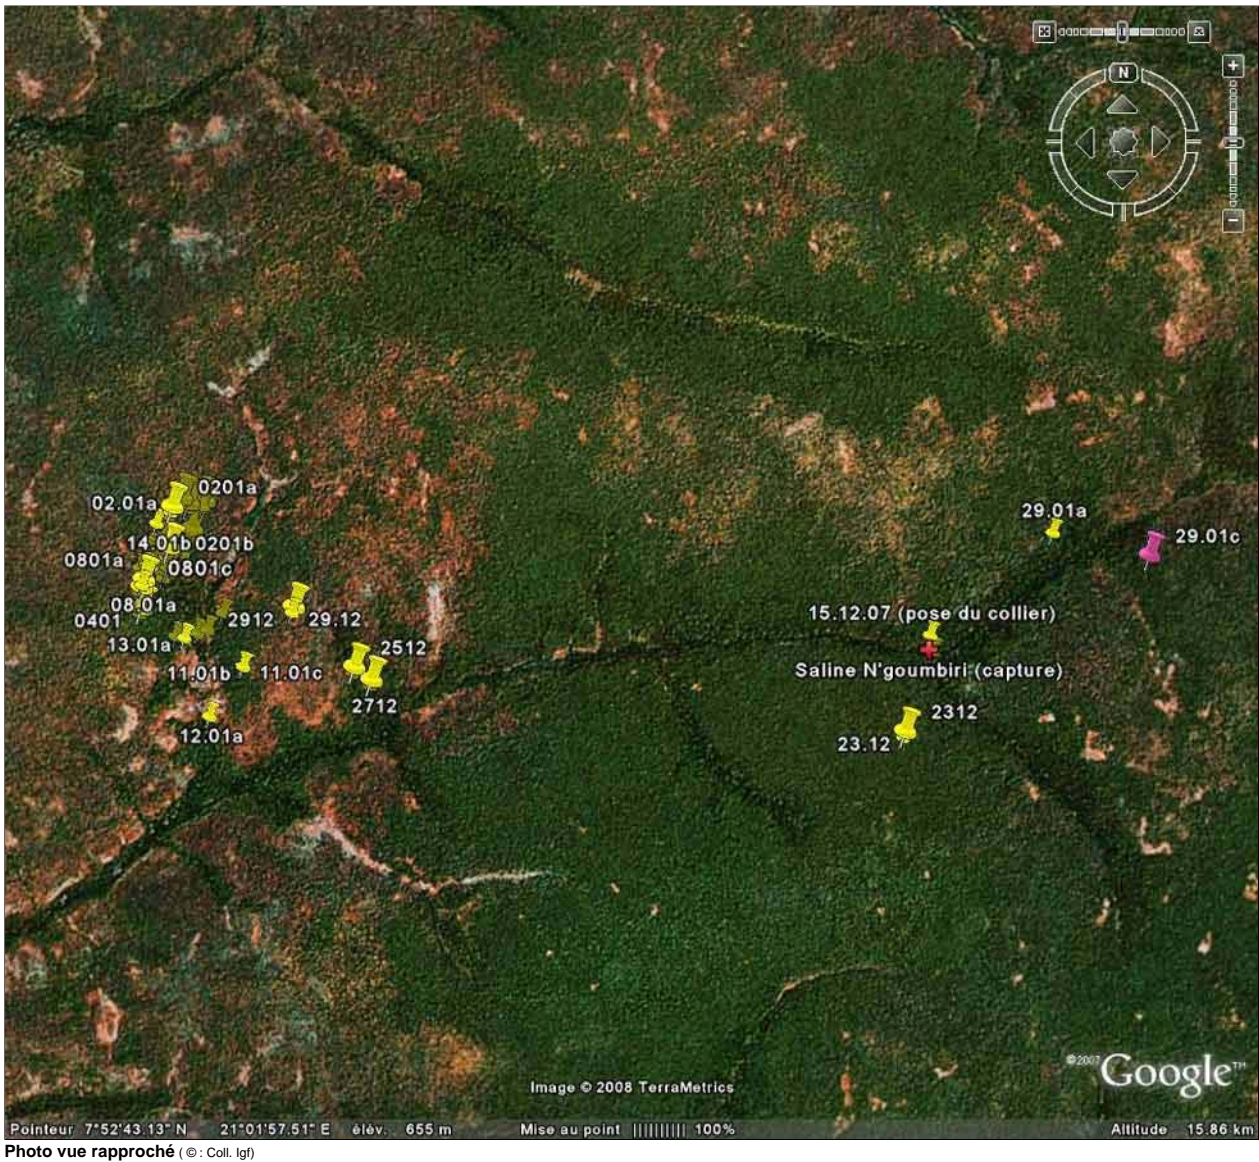 N
0201a
02.01a
14.01b 0201b
0801a
0801c
08.01a
0401
2912
29.12
13.01a
2512
11.01b
11.01c
2712
12.01a
29.01a
29.01c
15.12.07 (pose du collier)
Saline N'goumbiri (capture)
2312
23.12
©2007 Google™
Image © 2008 TerraMetrics
Pointeur 7°52'43.13" N 21°01'57.51" E élèv. 655 m Mise au point |||||||||| 100% Altitude 15.86 km
Photo vue rapproché ( © : Coll. Igf)